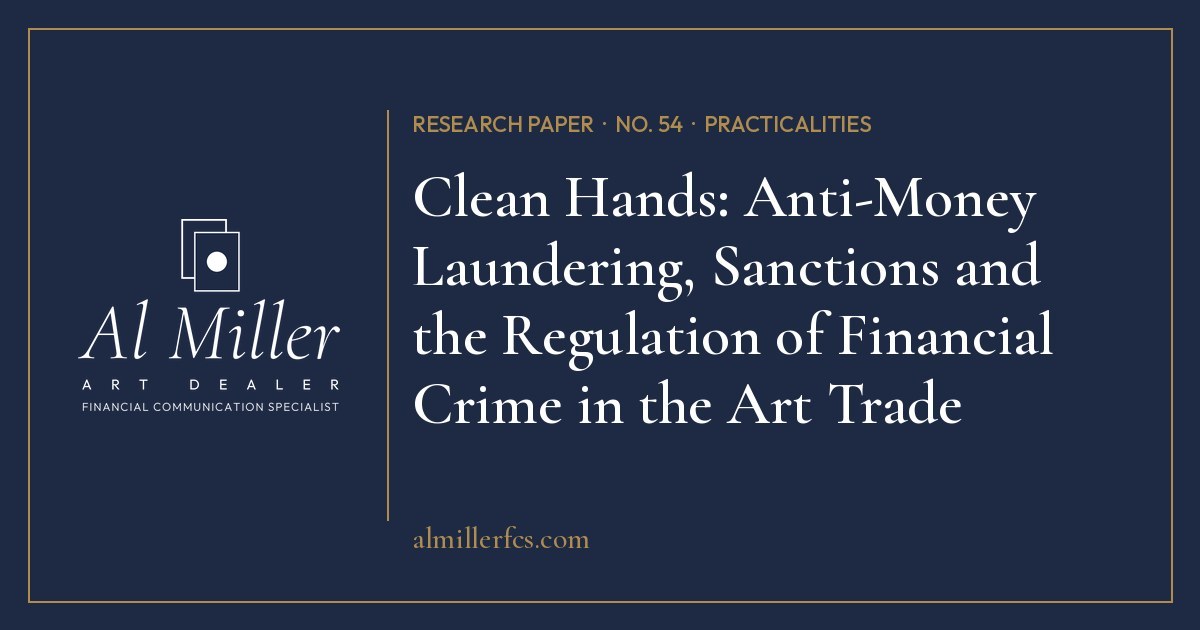 Al Miller
ART DEALER
FINANCIAL COMMUNICATION SPECIALIST
RESEARCH PAPER · NO. 54 · PRACTICALITIES
Clean Hands: Anti-Money
Laundering, Sanctions and
the Regulation of Financial
Crime in the Art Trade
almillerfcs.com